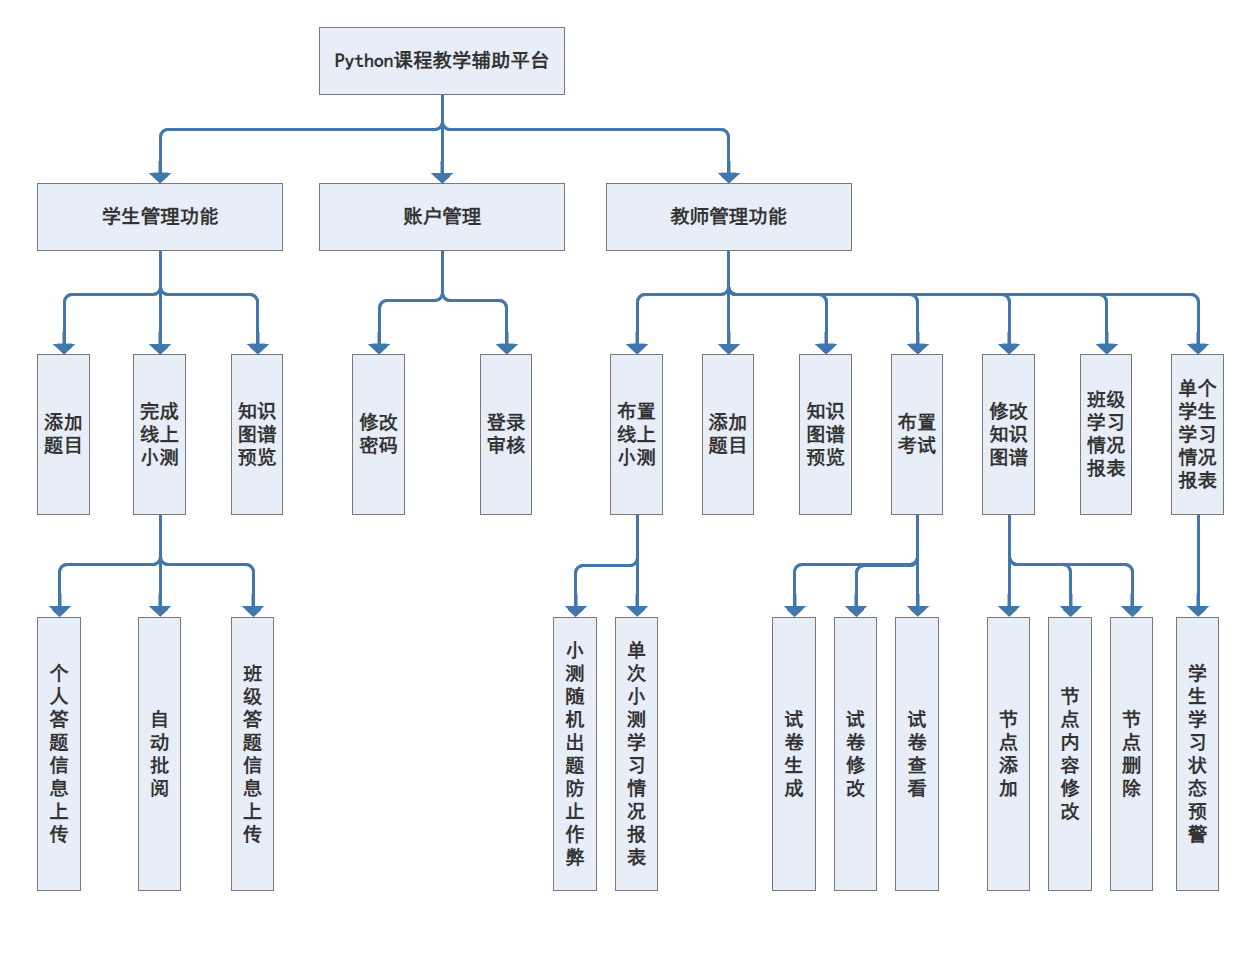 Python课程教学辅助平台
学生管理功能
账户管理
教师管理功能
添加
题目
完成
线上
小测
知识
图谱
预览
修改
密码
登录
审核
布置
线上
小测
添加
题目
知识
图谱
预览
布置
考试
修改
知识
图谱
班级
学习
情况
报表
单个
学生
学习
情况
报表
个人答题信息上传
自动批阅
班级答题信息上传
小测随机出题防止作弊
单次小测学习情况报表
试卷生成
试卷修改
试卷查看
节点添加
节点内容修改
节点删除
学生学习状态预警